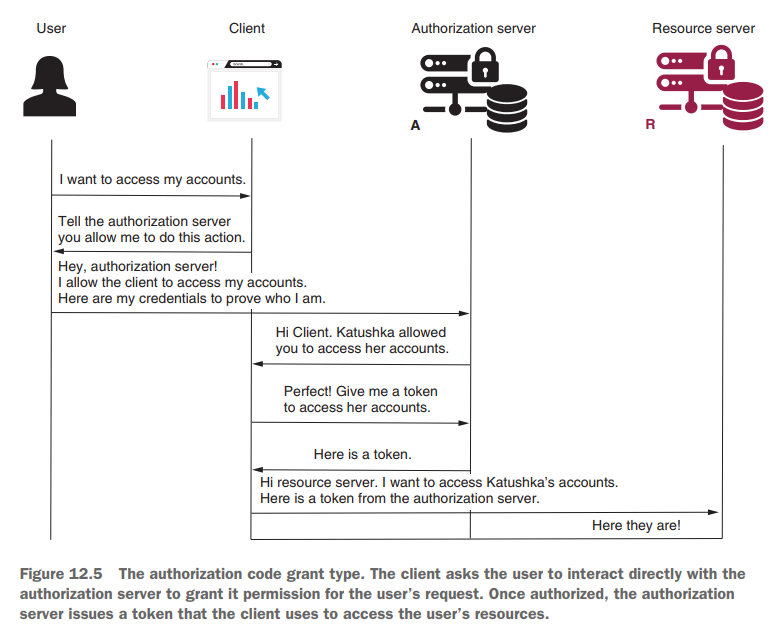 User
Client
Authorization server
Resource server
A
R
I want to access my accounts.
Tell the authorization server
you allow me to do this action.
Hey, authorization server!
I allow the client to access my accounts.
Here are my credentials to prove who I am.
Hi Client. Katushka allowed
you to access her accounts.
Perfect! Give me a token
to access her accounts.
Here is a token.
Hi resource server. I want to access Katushka’s accounts.
Here is a token from the authorization server.
Here they are!
Figure 12.5 The authorization code grant type. The client asks the user to interact directly with the
authorization server to grant it permission for the user’s request. Once authorized, the authorization
server issues a token that the client uses to access the user’s resources.